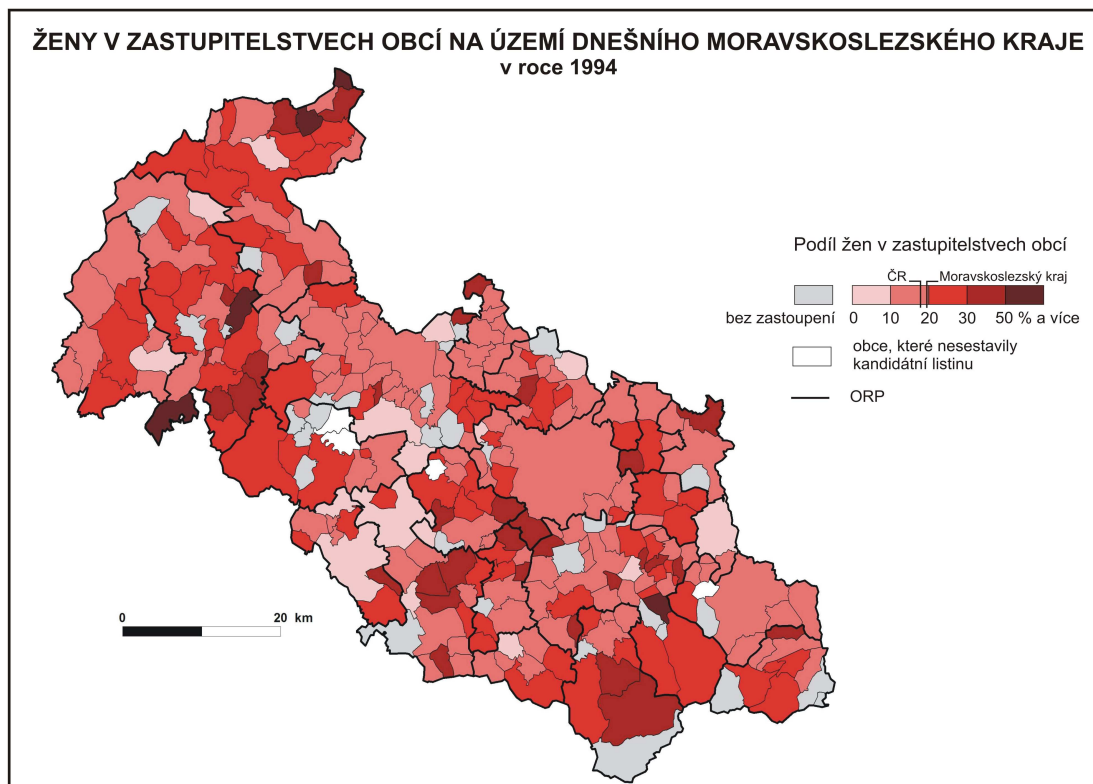 ŽENY V ZASTUPITELSTVECH OBCÍ NA ÚZEMÍ DNEŠNÍHO MORAVSKOSLEZSKÉHO KRAJE
v roce 1994
Podíl žen v zastupitelstvech obcí
ČR Moravskoslezský kraj
bez zastoupení 0 10 20 30 50 % a více
obce, které nesestavily
kandidátní listinu
ORP
0 20 km